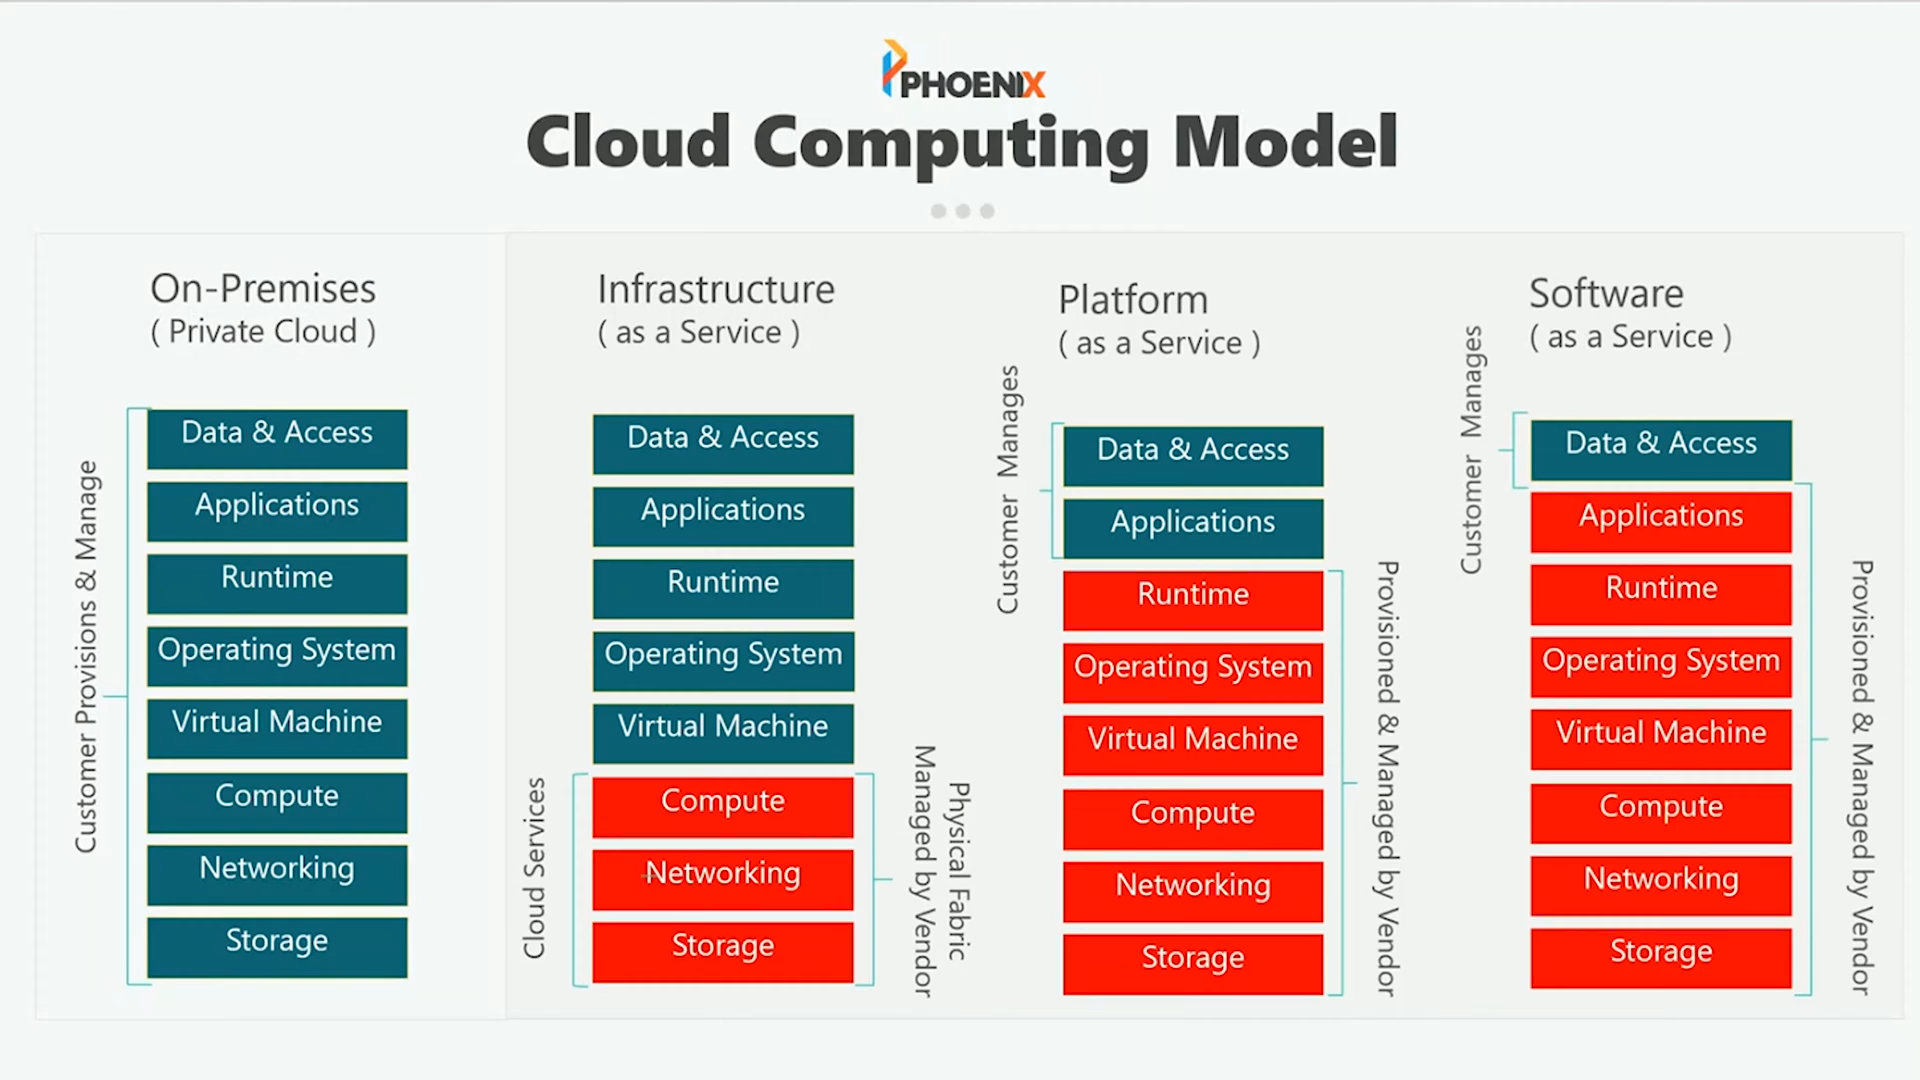 PHOENIX
Cloud Computing Model
On-Premises
( Private Cloud )
Customer Provisions & Manage
Data & Access
Applications
Runtime
Operating System
Virtual Machine
Compute
Networking
Storage
Infrastructure
( as a Service )
Data & Access
Applications
Runtime
Operating System
Virtual Machine
Cloud Services
Compute
Networking
Storage
Physical Fabric
Managed by Vendor
Platform
( as a Service )
Customer Manages
Data & Access
Applications
Runtime
Operating System
Virtual Machine
Compute
Networking
Storage
Provisioned & Managed by Vendor
Software
( as a Service )
Customer Manages
Data & Access
Applications
Runtime
Operating System
Virtual Machine
Compute
Networking
Storage
Provisioned & Managed by Vendor